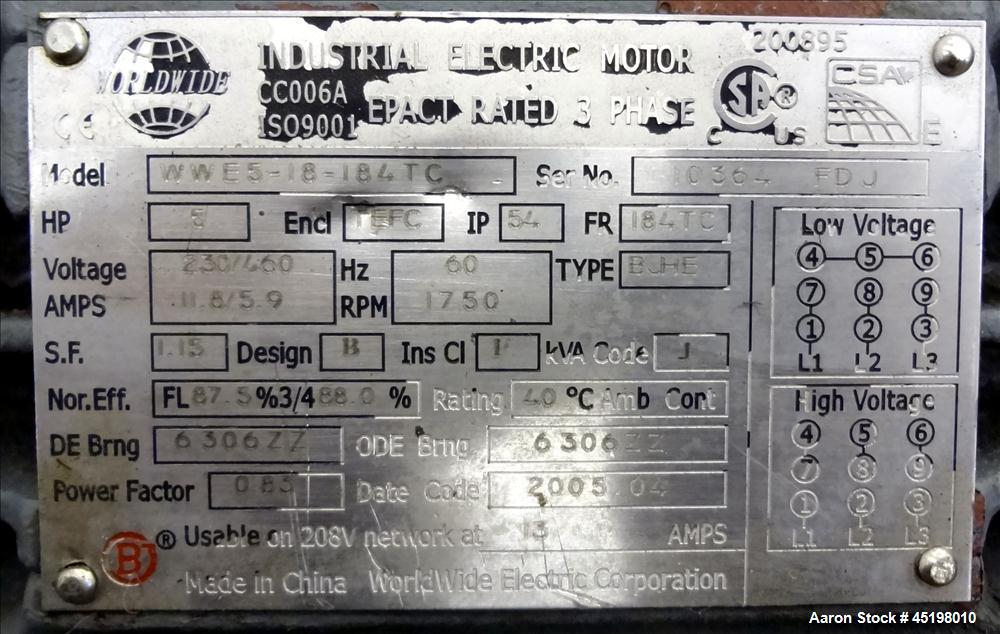 200895
WORLDWIDE
INDUSTRIAL ELECTRIC MOTOR
CC006A
ISO9001
EPACT RATED 3 PHASE
CE
SA ®
C US
CSA
E
Model WWE5-18-184TC Ser No. 10364 FDJ
HP 5 Encl TEFC IP 54 FR 184TC
Voltage 230/460 Hz 60 TYPE BJHE
AMPS 11.8/5.9 RPM 1750
S.F. 1.15 Design B Ins Cl F kVA Code J
Nor.Eff. FL 87.5 % 3/4 88.0 % Rating 40 °C Amb Cont
DE Brng 6306ZZ ODE Brng 6306ZZ
Power Factor 0.83 Date Code 2005.04
® Usable on 208V network at 13 AMPS
Made in China WorldWide Electric Corporation
Low Voltage
4 5 6
7 8 9
1 2 3
L1 L2 L3
High Voltage
4 5 6
7 8 9
1 2 3
L1 L2 L3
Aaron Stock # 45198010